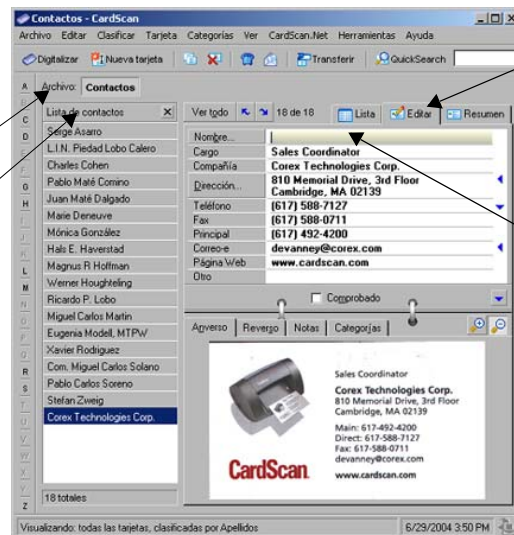 Contactos - CardScan
Archivo Editar Clasificar Tarjeta Categorías Ver CardScan.Net Herramientas Ayuda
Digitalizar Nueva tarjeta Transferir QuickSearch
Archivo: Contactos
Lista de contactos
Ver todo 18 de 18 Lista Editar Resumen
Serge Asarro
L.I.N. Piedad Lobo Calero
Charles Cohen
Pablo Maté Comino
Juan Maté Dalgado
Marie Deneuve
Mónica González
Hals E. Haverstad
Magnus R Hoffman
Werner Houghteling
Ricardo P. Lobo
Miguel Carlos Martin
Eugenia Modell, MTPW
Xavier Rodriguez
Com. Miguel Carlos Solano
Pablo Carlos Soreno
Stefan Zweig
Corex Technologies Corp.
18 totales
Nombre...
Cargo Sales Coordinator
Compañía Corex Technologies Corp.
Dirección... 810 Memorial Drive, 3rd Floor
Cambridge, MA 02139
Teléfono (617) 588-7127
Fax (617) 588-0711
Principal (617) 492-4200
Correo-e devanney@corex.com
Página Web www.cardscan.com
Otro
Comprobado
Anverso Reverso Notas Categorías
Sales Coordinator
Corex Technologies Corp.
810 Memorial Drive, 3rd Floor
Cambridge, MA 02139
Main: 617-492-4200
Direct: 617-588-7127
Fax: 617-588-0711
devanney@corex.com
www.cardscan.com
CardScan
Visualizando: todas las tarjetas, clasificadas por Apellidos
6/29/2004 3:50 PM